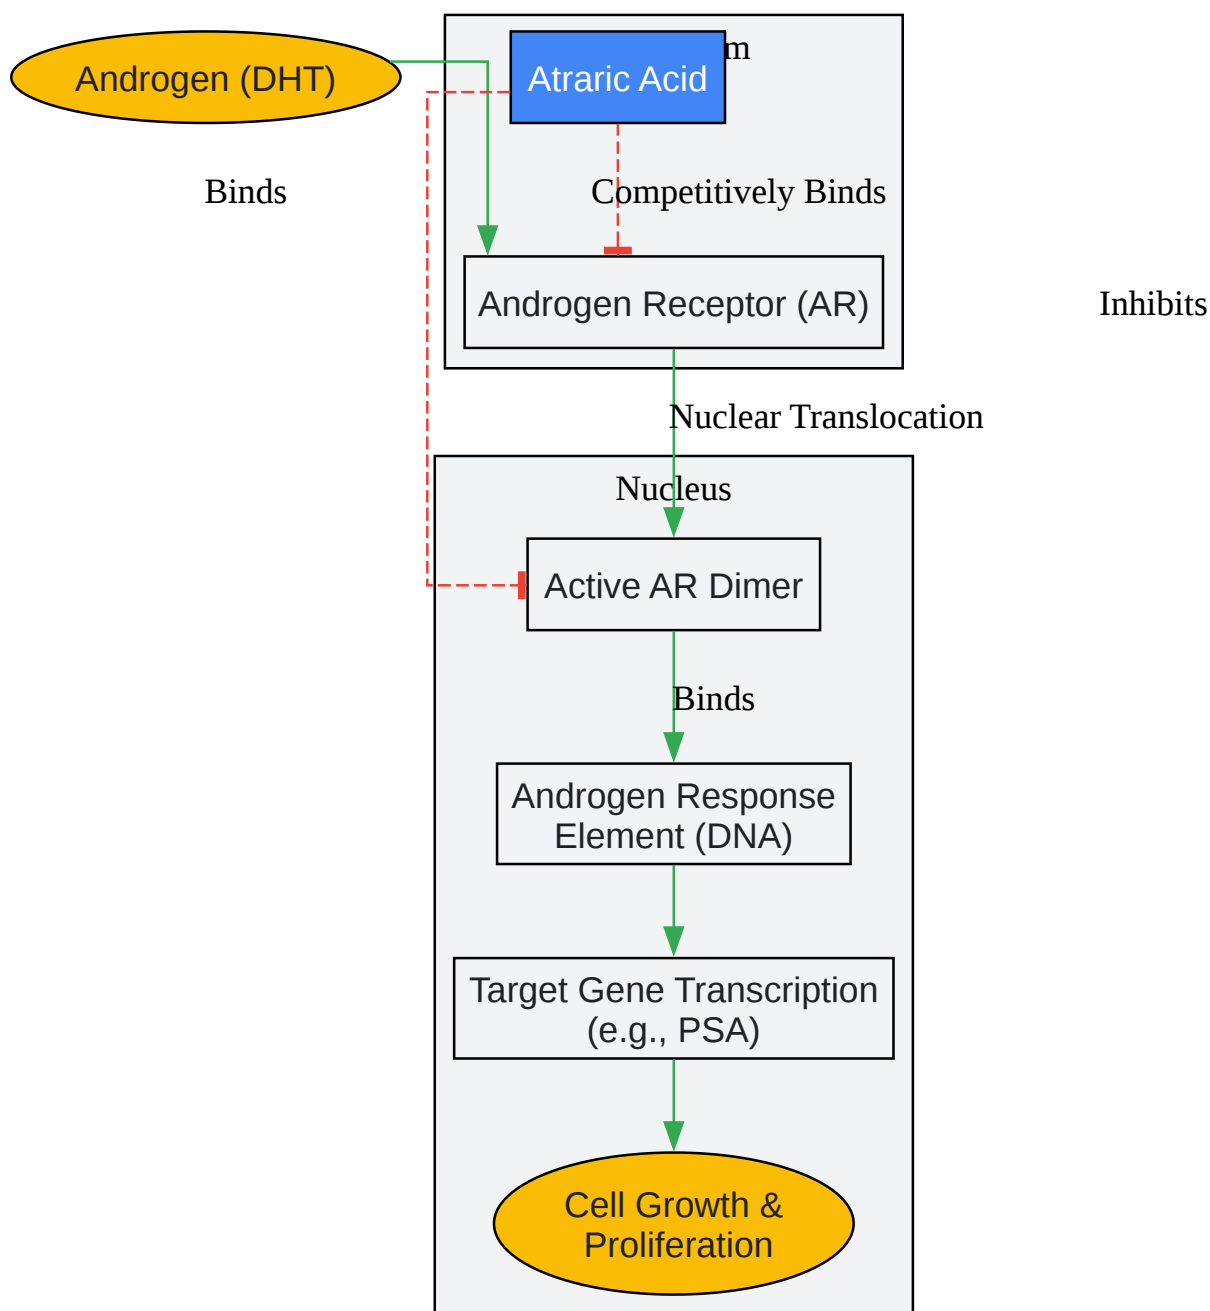 Androgen (DHT)
Atraric Acid
Binds
Competitively Binds
Androgen Receptor (AR)
Inhibits
Nuclear Translocation
Nucleus
Active AR Dimer
Binds
Androgen Response
Element (DNA)
Target Gene Transcription
(e.g., PSA)
Cell Growth &
Proliferation